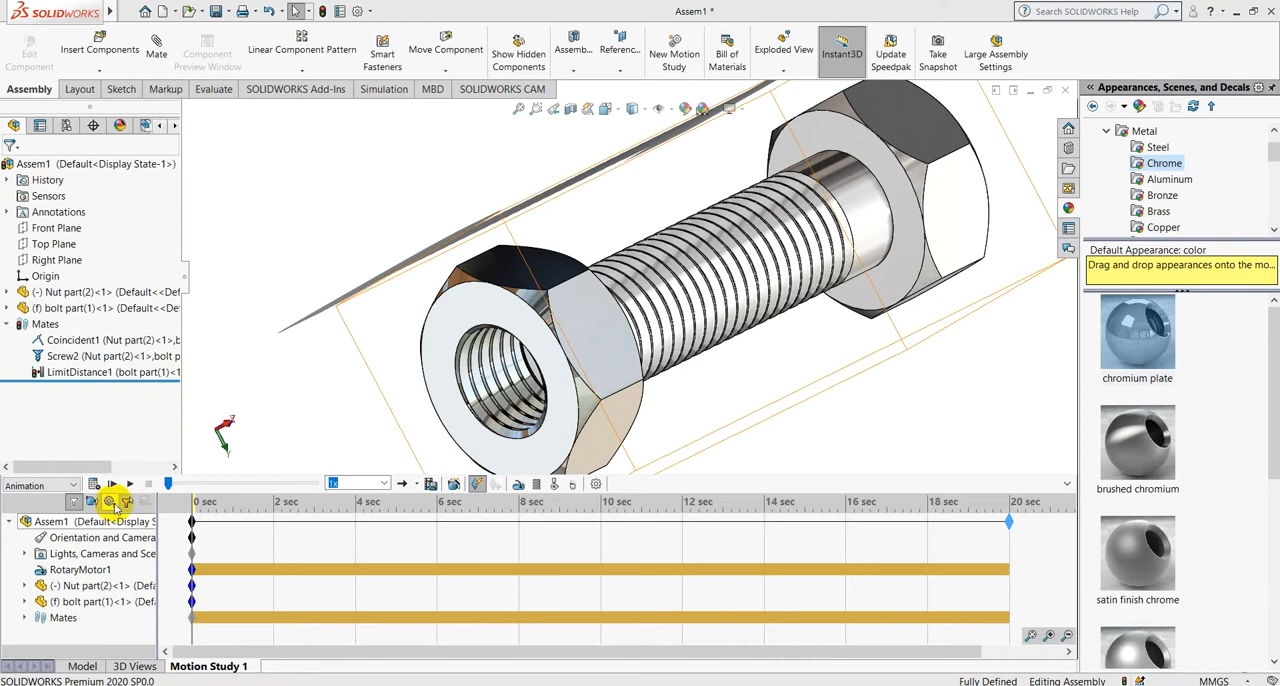 SOLIDWORKS
Assem1 *
Search SOLIDWORKS Help
Edit Component
Insert Components
Mate
Component Preview Window
Linear Component Pattern
Smart Fasteners
Move Component
Show Hidden Components
Assemb...
Referenc...
New Motion Study
Bill of Materials
Exploded View
Instant3D
Update Speedpak
Take Snapshot
Large Assembly Settings
Assembly
Layout
Sketch
Markup
Evaluate
SOLIDWORKS Add-Ins
MBD
Simulation
SOLIDWORKS CAM
Appearances, Scenes, and Decals
Assem1 (Default<Display State-1>)
History
Sensors
Annotations
Front Plane
Top Plane
Right Plane
Origin
(-) Nut part(2)<1> (Default<<Def
(f) bolt part(1)<1> (Default<<De
Mates
Coincident1 (Nut part(2)<1>,b
Screw2 (Nut part(2)<1>,bolt p
LimitDistance1 (bolt part(1)<1
Metal
Steel
Chrome
Aluminum
Bronze
Brass
Copper
Default Appearance: color
Drag and drop appearances onto the mo...
chromium plate
brushed chromium
satin finish chrome
Animation
1x
0 sec
2 sec
4 sec
6 sec
8 sec
10 sec
12 sec
14 sec
16 sec
18 sec
20 sec
Assem1 (Default<Display S
Orientation and Camera
Lights, Cameras and Sce
RotaryMotor1
(-) Nut part(2)<1> (Defa
(f) bolt part(1)<1> (Def
Mates
Model
3D Views
Motion Study 1
SOLIDWORKS Premium 2020 SP0.0
Fully Defined
Editing Assembly
MMGS